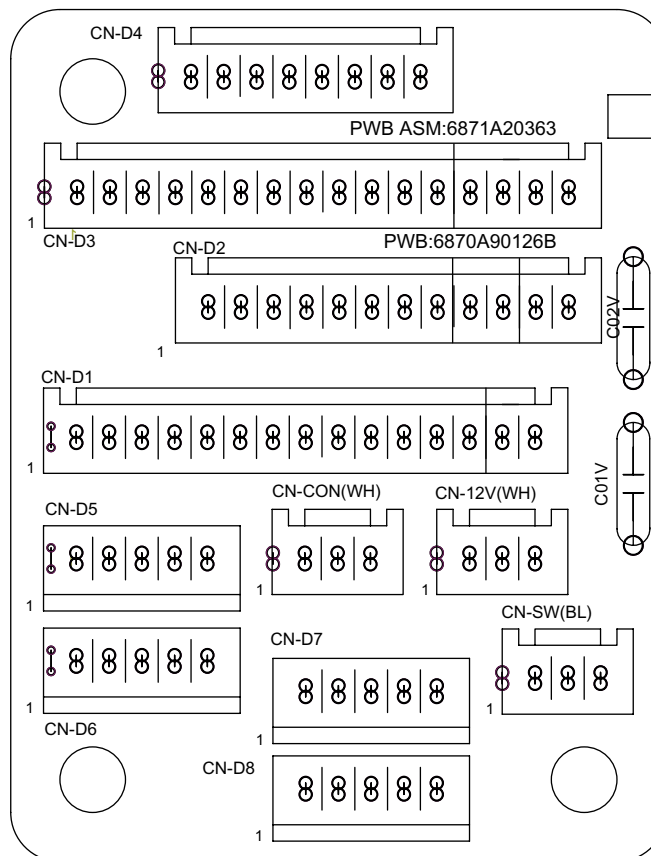 CN-D4
PWB ASM:6871A20363
1
CN-D3
CN-D2
PWB:6870A90126B
C02V
1
CN-D1
1
CN-CON(WH)
CN-12V(WH)
C01V
CN-D5
1
1
1
CN-SW(BL)
CN-D7
1
1
CN-D6
1
CN-D8
1